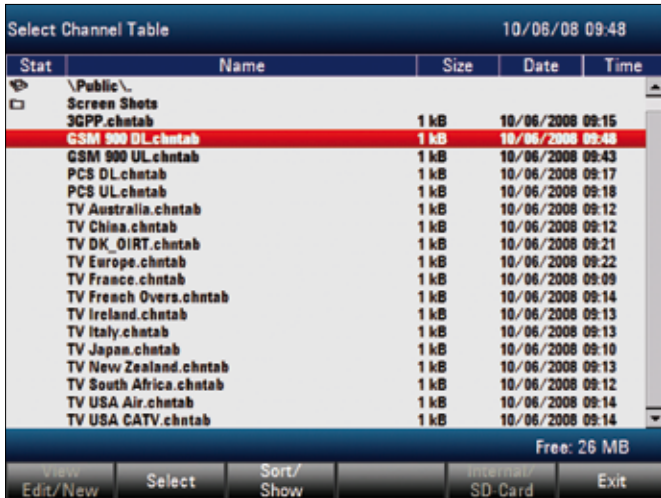 Select Channel Table 10/06/08 09:48
Stat Name Size Date Time
\Public\..
Screen Shots
3GPP.chntab 1 kB 10/06/2008 09:15
GSM 900 DL.chntab 1 kB 10/06/2008 09:48
GSM 900 UL.chntab 1 kB 10/06/2008 09:43
PCS DL.chntab 1 kB 10/06/2008 09:17
PCS UL.chntab 1 kB 10/06/2008 09:18
TV Australia.chntab 1 kB 10/06/2008 09:12
TV China.chntab 1 kB 10/06/2008 09:12
TV DK_OIRT.chntab 1 kB 10/06/2008 09:21
TV Europe.chntab 1 kB 10/06/2008 09:22
TV France.chntab 1 kB 10/06/2008 09:09
TV French Overs.chntab 1 kB 10/06/2008 09:14
TV Ireland.chntab 1 kB 10/06/2008 09:13
TV Italy.chntab 1 kB 10/06/2008 09:13
TV Japan.chntab 1 kB 10/06/2008 09:10
TV New Zealand.chntab 1 kB 10/06/2008 09:13
TV South Africa.chntab 1 kB 10/06/2008 09:12
TV USA Air.chntab 1 kB 10/06/2008 09:14
TV USA CATV.chntab 1 kB 10/06/2008 09:14
Free: 26 MB
View
Edit/New
Select
Sort/
Show
Internal/
SD-Card
Exit